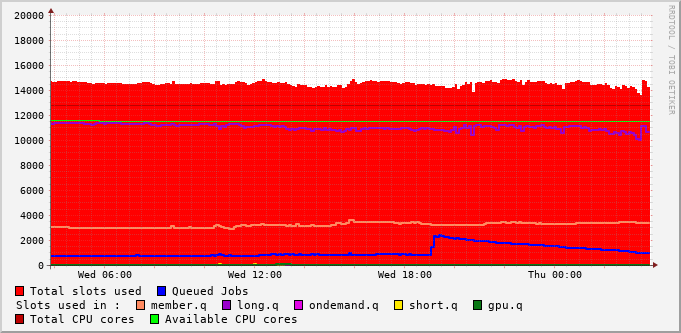 20000
18000
16000
14000
12000
10000
8000
6000
4000
2000
0
Wed 06:00 Wed 12:00 Wed 18:00 Thu 00:00
RRDTOOL / TOBI OETIKER
Total slots used Queued Jobs
Slots used in : member.q long.q ondemand.q short.q gpu.q
Total CPU cores Available CPU cores